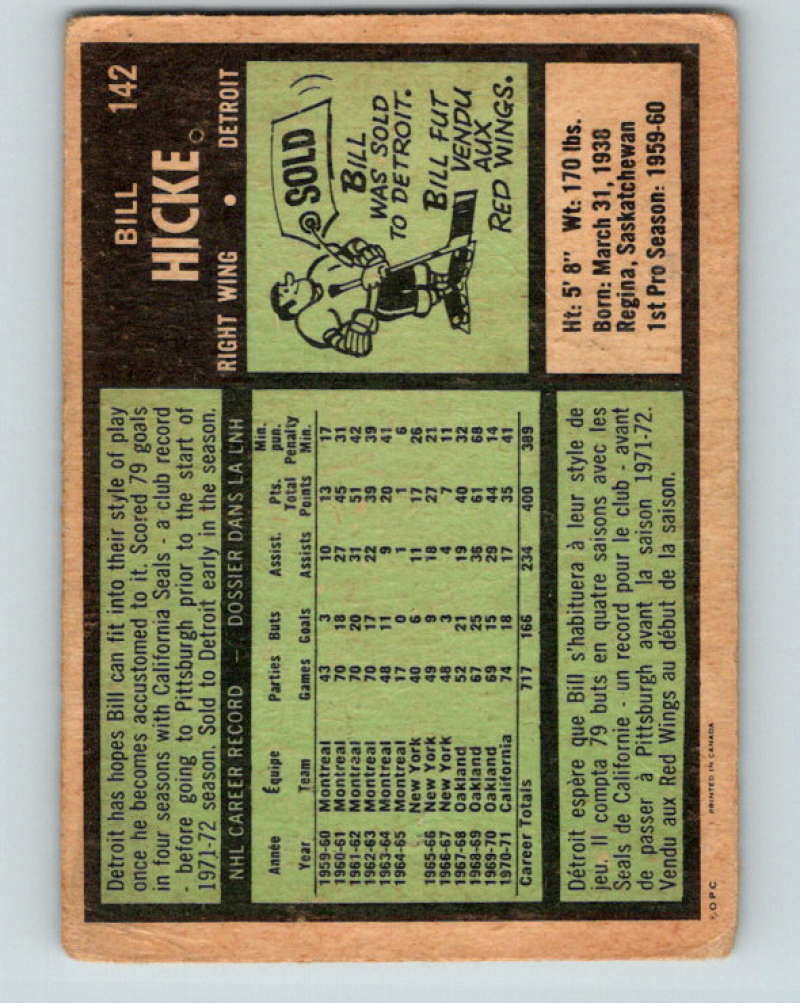 BILL 142
HICKE
RIGHT WING • DETROIT
Detroit has hopes Bill can fit into their style of play
once he becomes accustomed to it. Scored 79 goals
in four seasons with California Seals - a club record
- before going to Pittsburgh prior to the start of
1971-72 season. Sold to Detroit early in the season.
SOLD
BILL
WAS SOLD
TO DETROIT.
BILL FUT
VENDU
AUX
RED WINGS.
NHL CAREER RECORD — DOSSIER DANS LA LNH
Année Équipe Parties Buts Assist. Pts. Total Min. pun. Penalty
Year Team Games Goals Assists Points Min.
1959-60 Montreal 43 3 10 13 17
1960-61 Montreal 70 18 27 45 31
1961-62 Montreal 70 20 31 51 42
1962-63 Montreal 70 17 22 39 39
1963-64 Montreal 48 11 9 20 41
1964-65 Montreal 17 0 1 1 6
New York 40 6 11 17 26
1965-66 New York 49 9 18 27 21
1966-67 New York 48 3 4 7 11
1967-68 Oakland 52 21 19 40 32
1968-69 Oakland 67 25 36 61 68
1969-70 Oakland 69 15 29 44 14
1970-71 California 74 18 17 35 41
Career Totals 717 166 234 400 389
Ht: 5' 8" Wt: 170 lbs.
Born: March 31, 1938
Regina, Saskatchewan
1st Pro Season: 1959-60
Détroit espère que Bill s'habituera à leur style de
jeu. Il compta 79 buts en quatre saisons avec les
Seals de Californie - un record pour le club - avant
de passer à Pittsburgh avant la saison 1971-72.
Vendu aux Red Wings au début de la saison.
O P C PRINTED IN CANADA